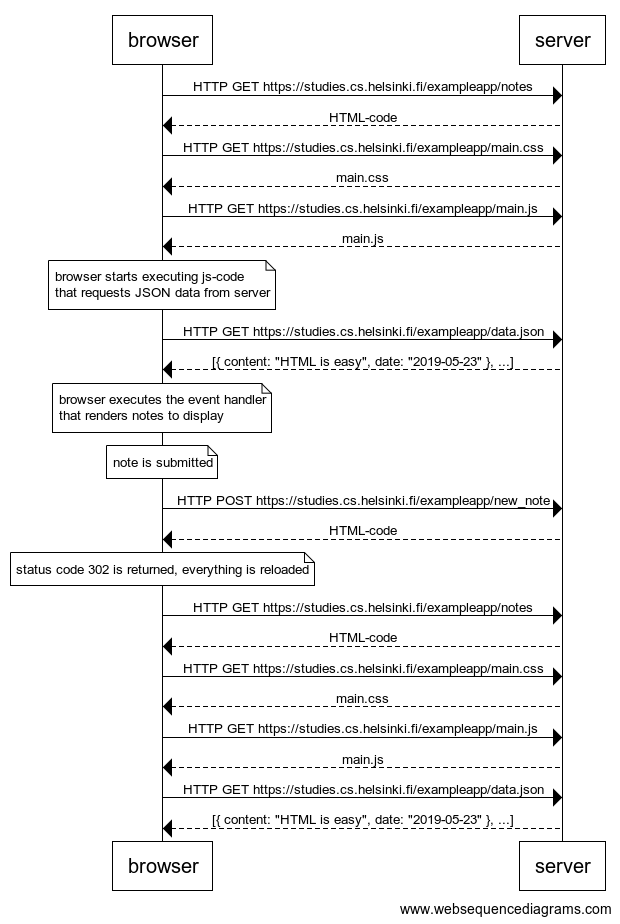 browser
server
HTTP GET https://studies.cs.helsinki.fi/exampleapp/notes
HTML-code
HTTP GET https://studies.cs.helsinki.fi/exampleapp/main.css
main.css
HTTP GET https://studies.cs.helsinki.fi/exampleapp/main.js
main.js
browser starts executing js-code
that requests JSON data from server
HTTP GET https://studies.cs.helsinki.fi/exampleapp/data.json
[{ content: "HTML is easy", date: "2019-05-23" }, ...]
browser executes the event handler
that renders notes to display
note is submitted
HTTP POST https://studies.cs.helsinki.fi/exampleapp/new_note
HTML-code
status code 302 is returned, everything is reloaded
HTTP GET https://studies.cs.helsinki.fi/exampleapp/notes
HTML-code
HTTP GET https://studies.cs.helsinki.fi/exampleapp/main.css
main.css
HTTP GET https://studies.cs.helsinki.fi/exampleapp/main.js
main.js
HTTP GET https://studies.cs.helsinki.fi/exampleapp/data.json
[{ content: "HTML is easy", date: "2019-05-23" }, ...]
browser
server
www.websequencediagrams.com